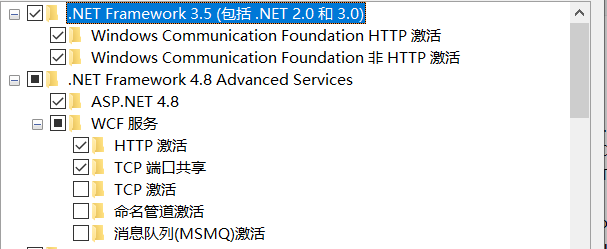 .NET Framework 3.5 (包括 .NET 2.0 和 3.0)
Windows Communication Foundation HTTP 激活
Windows Communication Foundation 非 HTTP 激活
.NET Framework 4.8 Advanced Services
ASP.NET 4.8
WCF 服务
HTTP 激活
TCP 端口共享
TCP 激活
命名管道激活
消息队列(MSMQ)激活